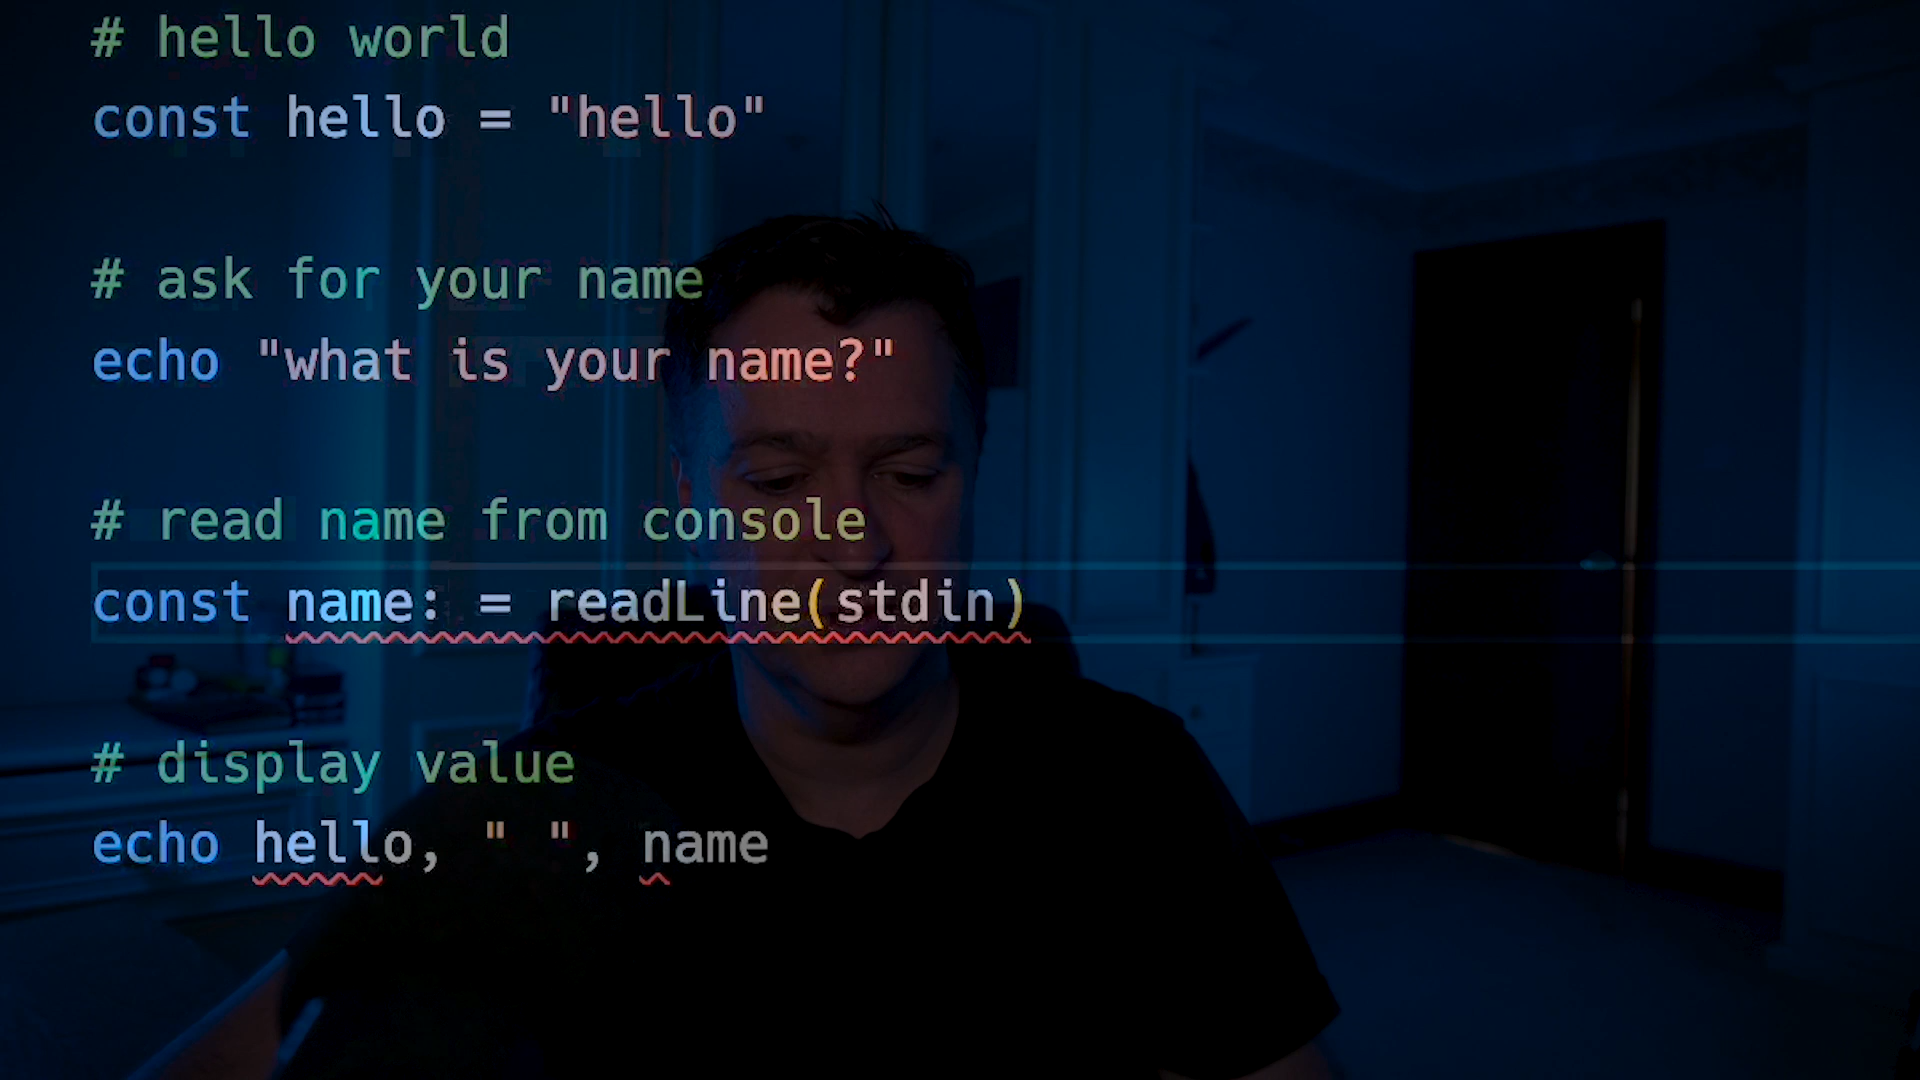 # hello world
const hello = "hello"
# ask for your name
echo "what is your name?"
# read name from console
const name: = readLine(stdin)
# display value
echo hello, " ", name